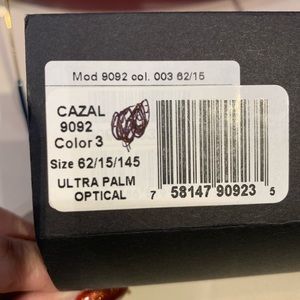 Mod 9092 col. 003 62/15
CAZAL
9092
Color 3
Size 62/15/145
ULTRA PALM
OPTICAL
7 58147 90923 5